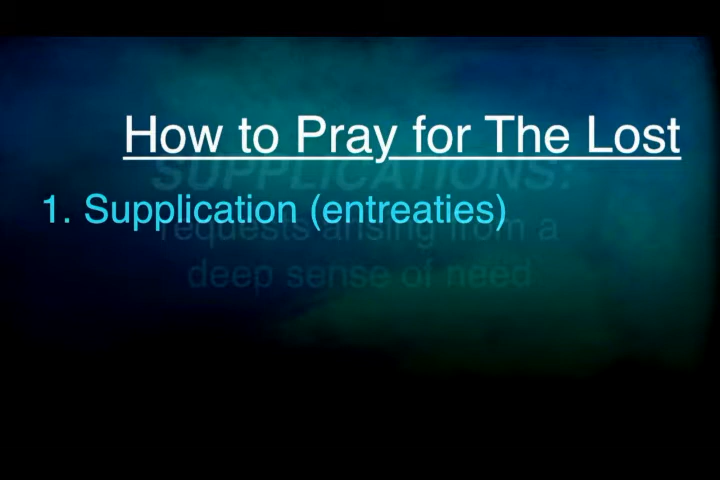 How to Pray for The Lost
SUPPLICATIONS:
1. Supplication (entreaties)
requests arising from a
deep sense of need